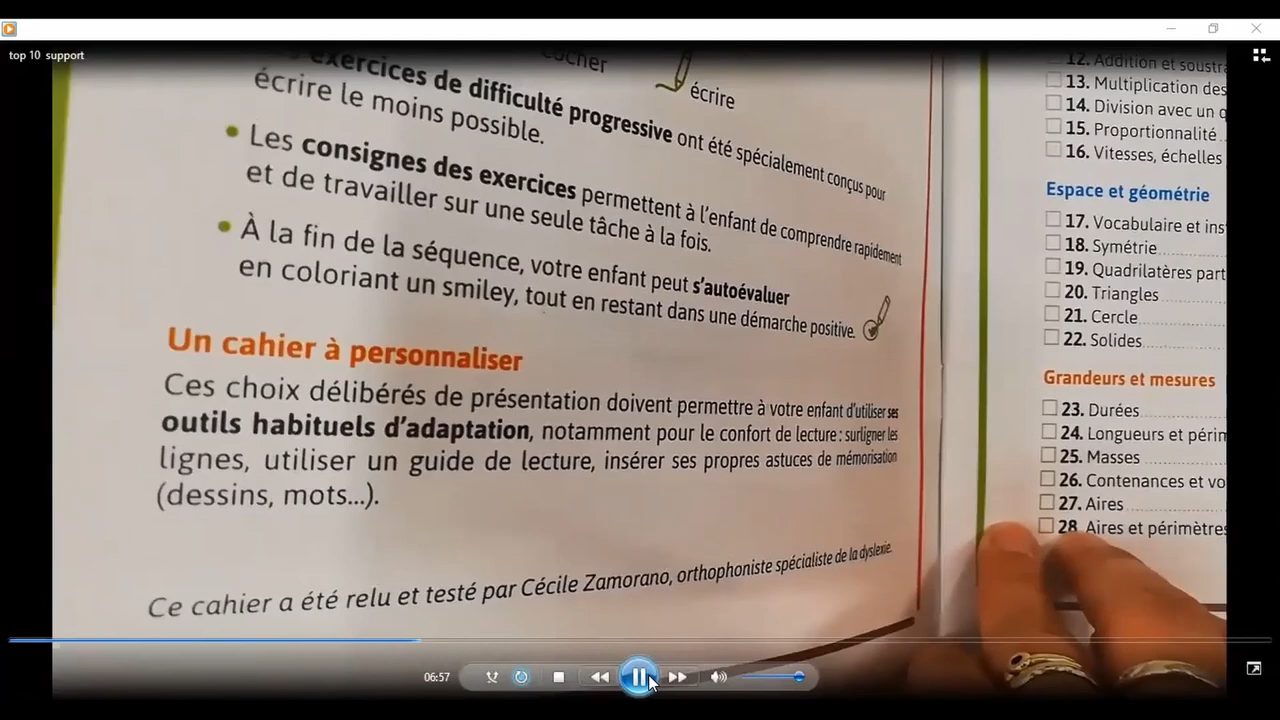 top 10 support
cocher
écrire
exercices de difficulté progressive ont été spécialement conçus pour
écrire le moins possible.
• Les consignes des exercices permettent à l'enfant de comprendre rapidement
et de travailler sur une seule tâche à la fois.
• À la fin de la séquence, votre enfant peut s'autoévaluer
en coloriant un smiley, tout en restant dans une démarche positive.
Un cahier à personnaliser
Ces choix délibérés de présentation doivent permettre à votre enfant d'utiliser ses
outils habituels d'adaptation, notamment pour le confort de lecture : surligner les
lignes, utiliser un guide de lecture, insérer ses propres astuces de mémorisation
(dessins, mots...).
Ce cahier a été relu et testé par Cécile Zamorano, orthophoniste spécialiste de la dyslexie.
12. Addition et soustra
13. Multiplication des
14. Division avec un q
15. Proportionnalité
16. Vitesses, échelles
Espace et géométrie
17. Vocabulaire et ins
18. Symétrie
19. Quadrilatères part
20. Triangles
21. Cercle
22. Solides
Grandeurs et mesures
23. Durées
24. Longueurs et périm
25. Masses
26. Contenances et vo
27. Aires
28. Aires et périmètres
06:57